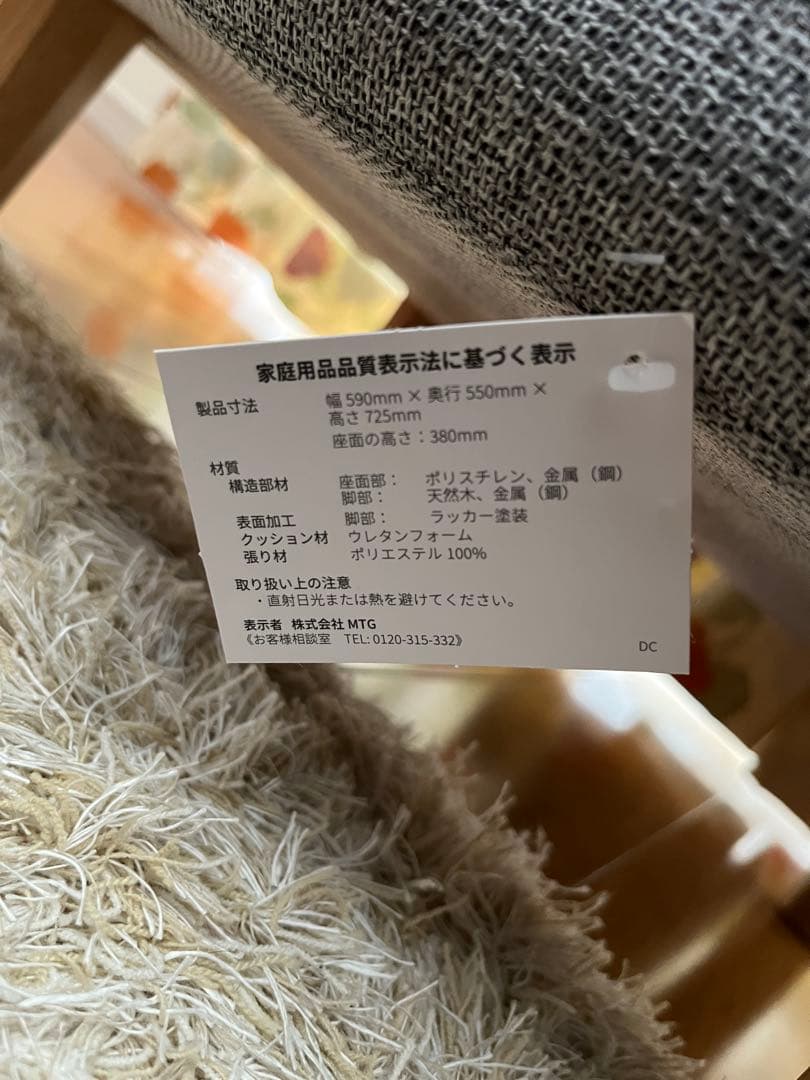 家庭用品品質表示法に基づく表示
製品寸法 幅 590mm × 奥行 550mm ×
高さ 725mm
座面の高さ：380mm
材質
構造部材 座面部： ポリスチレン、金属（鋼）
脚部： 天然木、金属（鋼）
表面加工 脚部： ラッカー塗装
クッション材 ウレタンフォーム
張り材 ポリエステル 100%
取り扱い上の注意
・直射日光または熱を避けてください。
表示者 株式会社 MTG
《お客様相談室 TEL: 0120-315-332》
DC